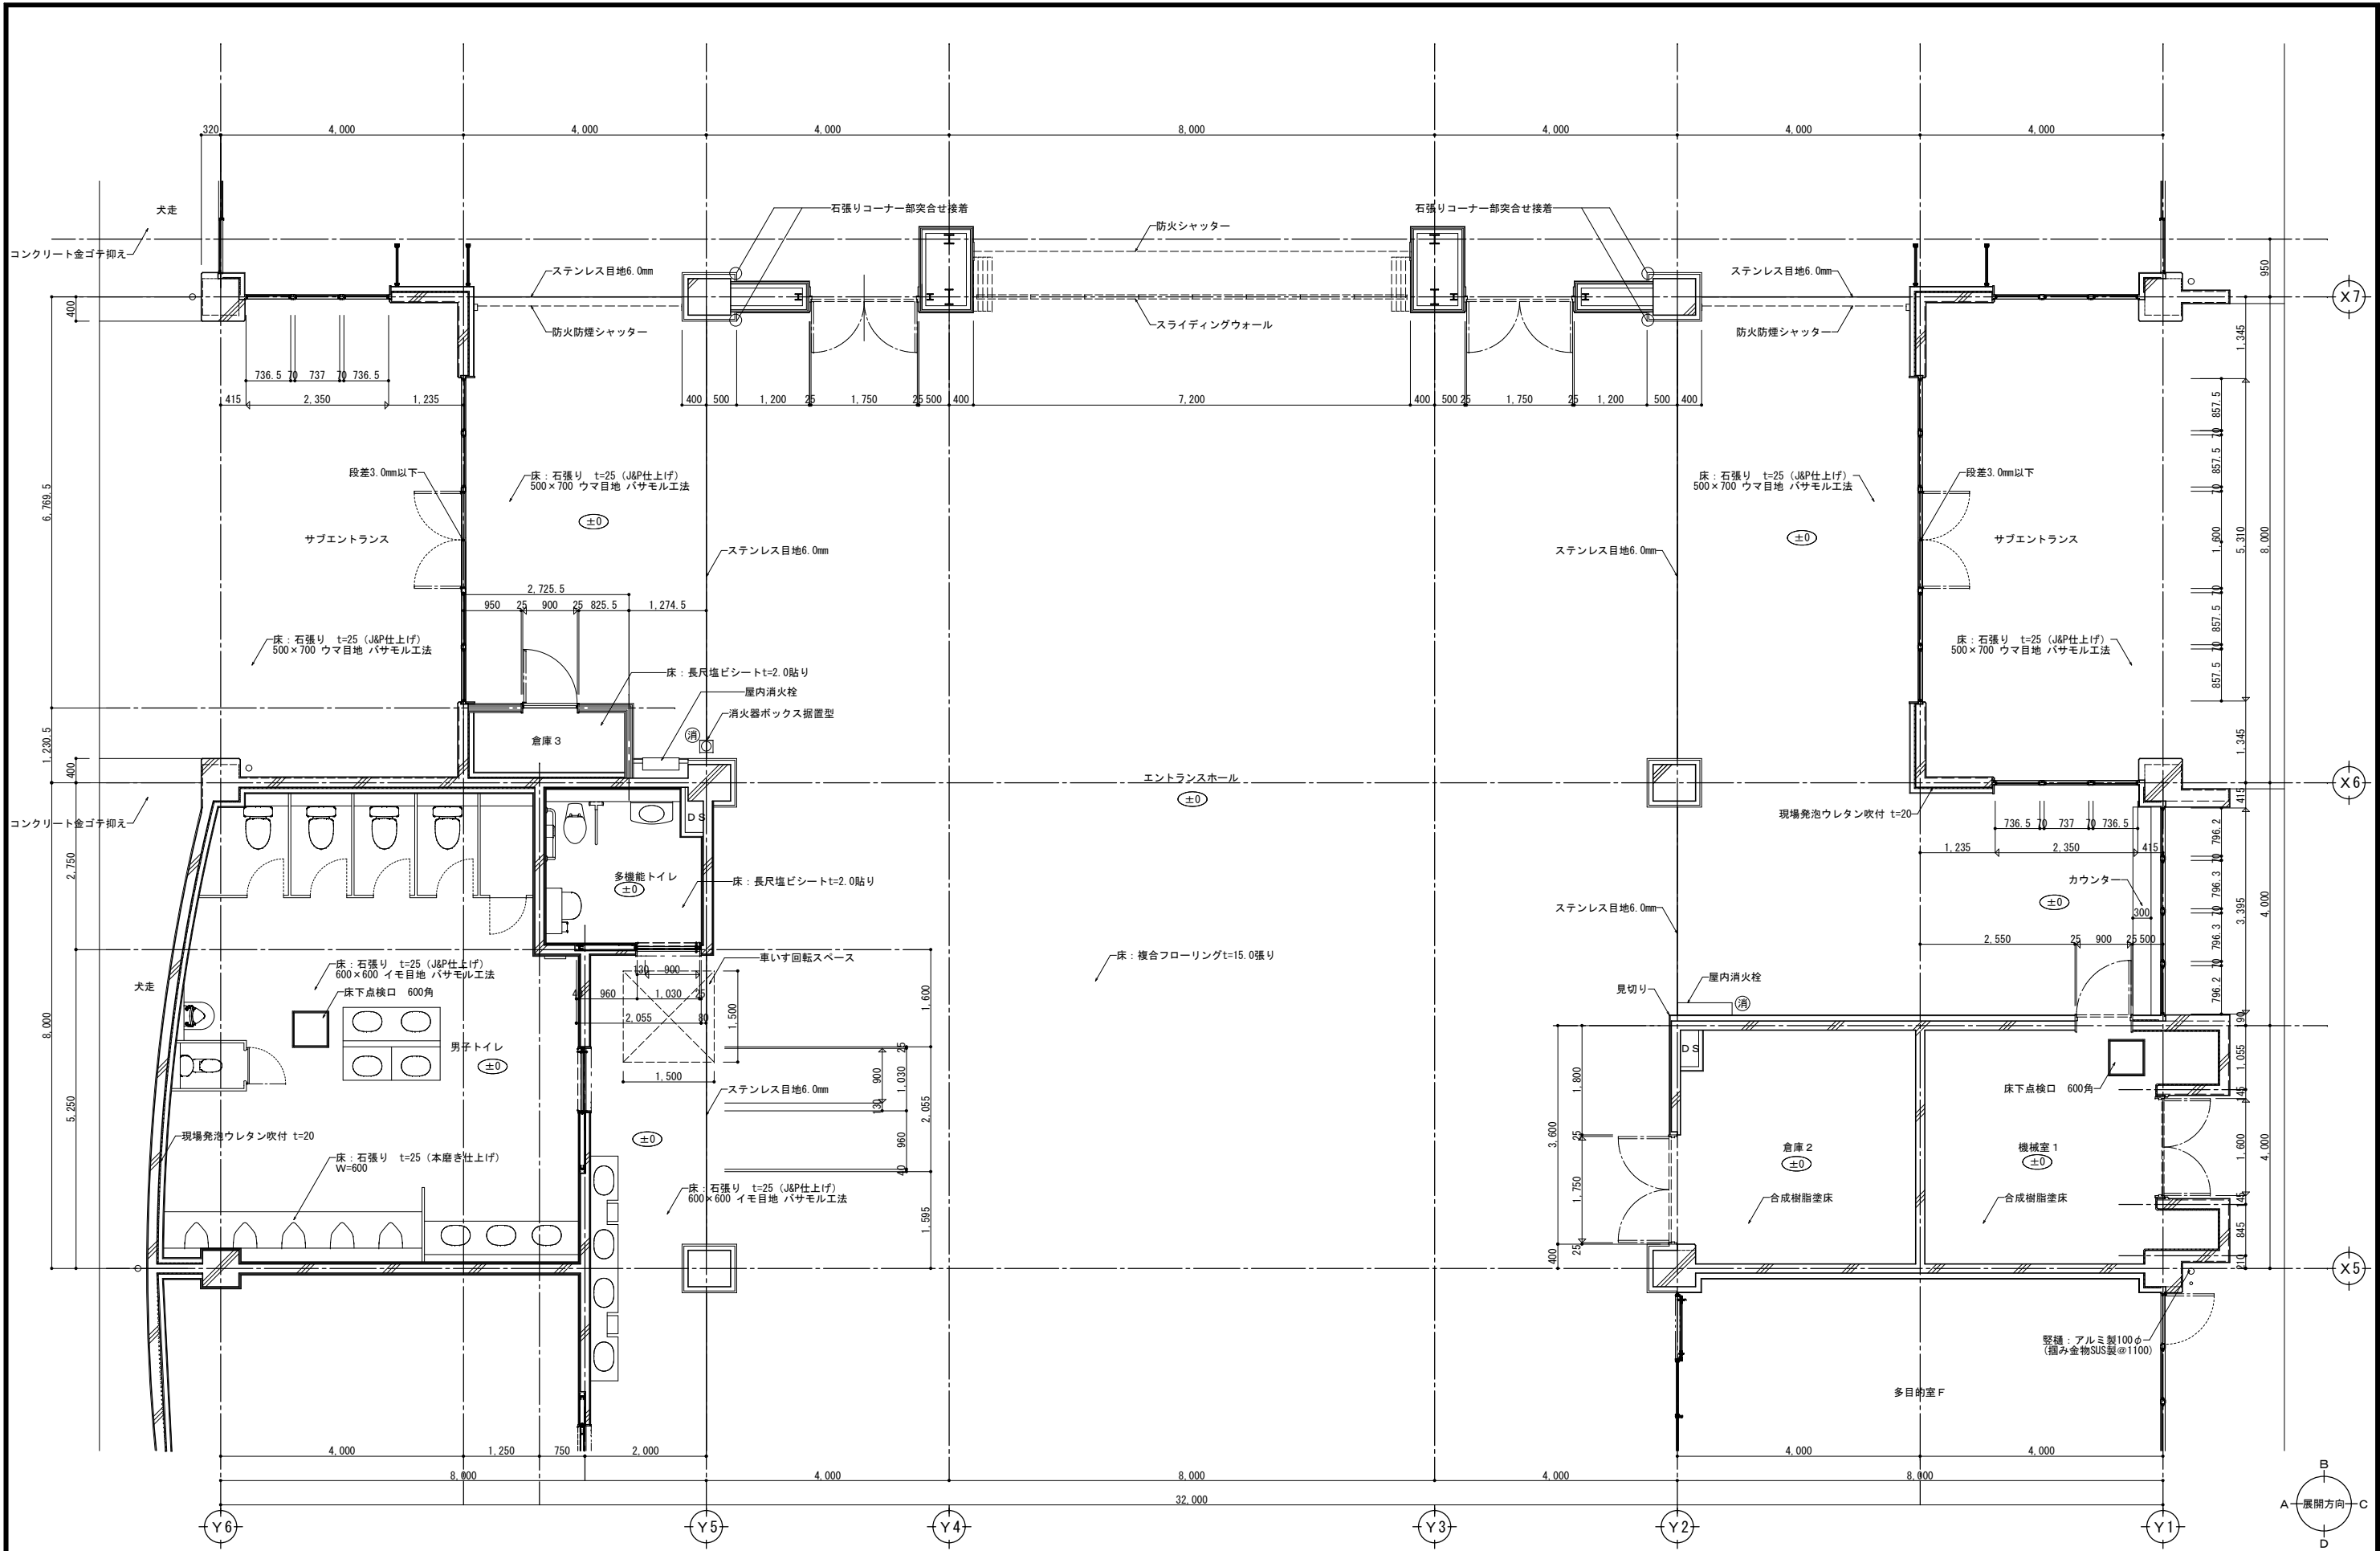 320
4,000
4,000
4,000
8,000
4,000
4,000
4,000
犬走
コンクリート金ゴテ抑え
石張りコーナー部突合せ接着
防火シャッター
石張りコーナー部突合せ接着
ステンレス目地6.0mm
ステンレス目地6.0mm
950
X7
400
防火防煙シャッター
スライディングウォール
防火防煙シャッター
1,345
736.5 70 737 70 736.5
415 2,350 1,235
400 500 1,200 25 1,750 25 500 400 7,200 400 500 25 1,750 25 1,200 500 400
857.5
70
857.5
70
1,600
70
857.5
70
857.5
5,310
8,000
6,769.5
段差3.0mm以下
床：石張り　t=25（J&P仕上げ）
500×700 ウマ目地 バサモル工法
±0
サブエントランス
ステンレス目地6.0mm
床：石張り　t=25（J&P仕上げ）
500×700 ウマ目地 バサモル工法
±0
段差3.0mm以下
サブエントランス
ステンレス目地6.0mm
2,725.5
950 25 900 25 825.5 1,274.5
床：石張り　t=25（J&P仕上げ）
500×700 ウマ目地 バサモル工法
床：石張り　t=25（J&P仕上げ）
500×700 ウマ目地 バサモル工法
床：長尺塩ビシートt=2.0貼り
屋内消火栓
消火器ボックス据置型
消
倉庫３
1,230.5
400
1,345
エントランスホール
±0
X6
415
コンクリート金ゴテ抑え
DS
現場発泡ウレタン吹付 t=20
736.5 70 737 70 736.5
1,235 2,350 415
796.2
70
796.3
70
796.3
70
796.2
3,395
4,000
2,750
多機能トイレ
±0
床：長尺塩ビシートt=2.0貼り
カウンター
±0
300
ステンレス目地6.0mm
2,550 25 900 25 500
床：石張り　t=25（J&P仕上げ）
600×600 イモ目地 バサモル工法
床下点検口　600角
犬走
車いす回転スペース
130 900
960 1,030 25
2,055 80
1,500
1,500
1,600
床：複合フローリングt=15.0張り
見切り
屋内消火栓
消
8,000
男子トイレ
±0
25
1,030
900
130
960
40
2,055
1,595
ステンレス目地6.0mm
DS
90
1,055
145
1,600
145
845
210
4,000
床下点検口　600角
5,250
現場発泡ウレタン吹付 t=20
床：石張り　t=25（本磨き仕上げ）
W=600
±0
床：石張り　t=25（J&P仕上げ）
600×600 イモ目地 バサモル工法
3,600
400
1,800
25
1,750
25
倉庫２
±0
合成樹脂塗床
機械室１
±0
合成樹脂塗床
X5
竪樋：アルミ製100φ
（掴み金物SUS製@1100）
多目的室Ｆ
4,000 1,250 750 2,000 4,000 4,000
8,000 4,000 8,000 4,000 8,000
32,000
Y6 Y5 Y4 Y3 Y2 Y1
B
A 展開方向 C
D